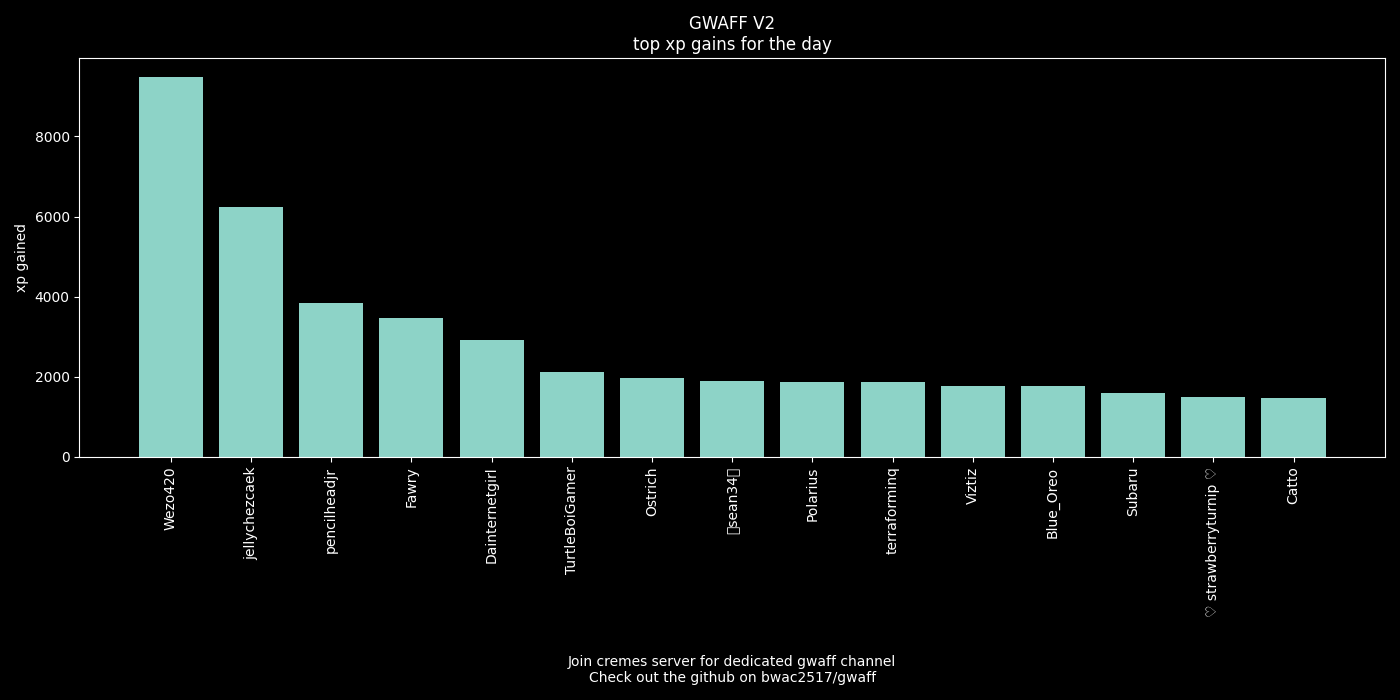 GWAFF V2
top xp gains for the day
xp gained
8000
6000
4000
2000
0
Wezo420
jellychezcaek
pencilheadjr
Fawry
Dainternetgirl
TurtleBoiGamer
Ostrich
▯sean34▯
Polarius
terraforminq
Viztiz
Blue_Oreo
Subaru
♡ strawberryturnip ♡
Catto
Join cremes server for dedicated gwaff channel
Check out the github on bwac2517/gwaff